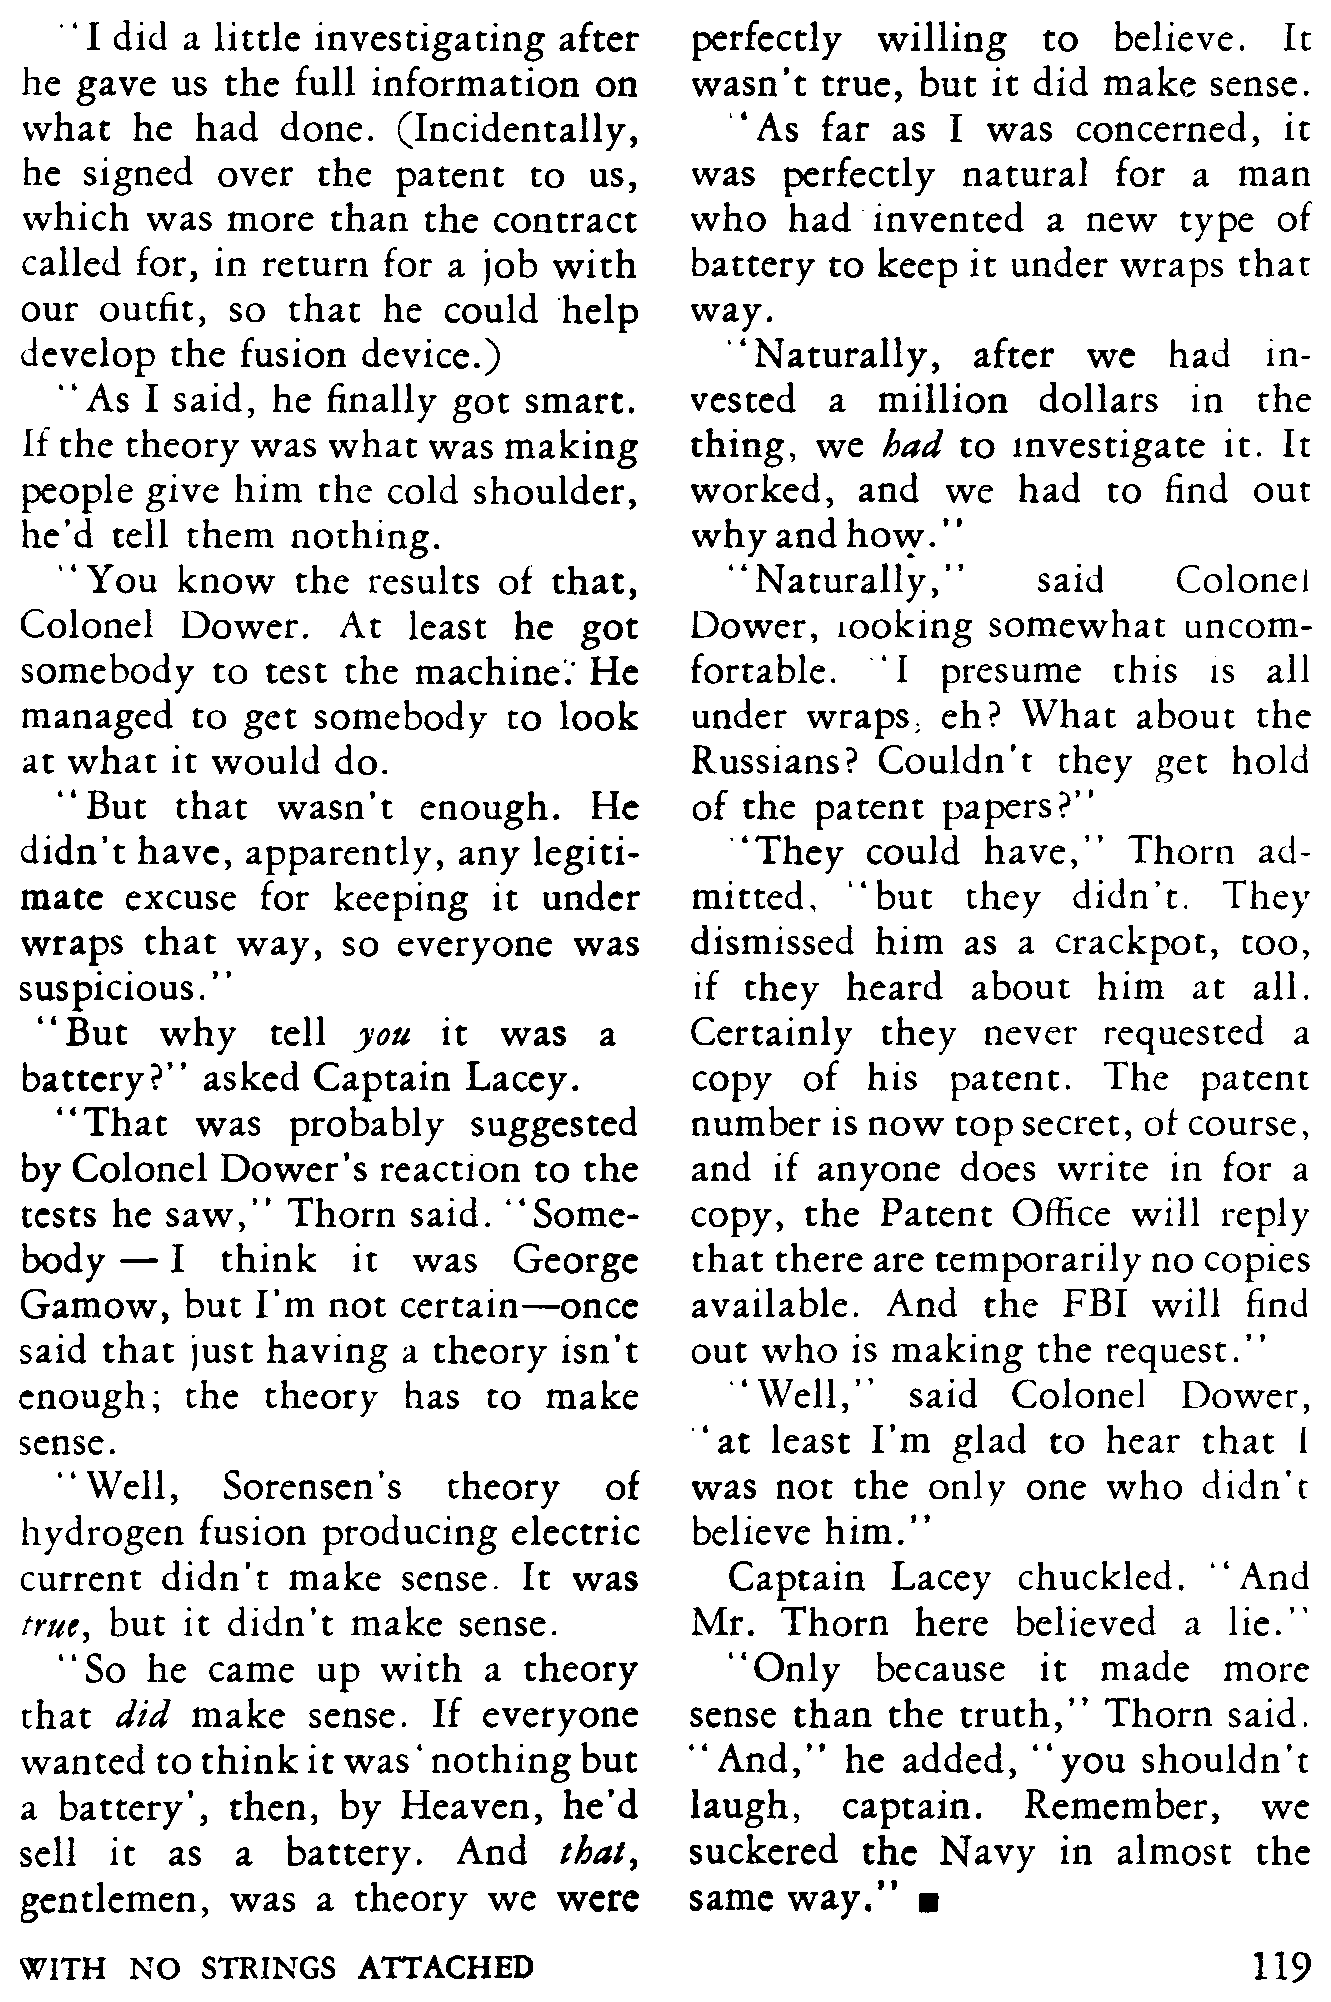 "I did a little investigating after
he gave us the full information on
what he had done. (Incidentally,
he signed over the patent to us,
which was more than the contract
called for, in return for a job with
our outfit, so that he could help
develop the fusion device.)
"As I said, he finally got smart.
If the theory was what was making
people give him the cold shoulder,
he'd tell them nothing.
"You know the results of that,
Colonel Dower. At least he got
somebody to test the machine. He
managed to get somebody to look
at what it would do.
"But that wasn't enough. He
didn't have, apparently, any legiti-
mate excuse for keeping it under
wraps that way, so everyone was
suspicious."
"But why tell you it was a
battery?" asked Captain Lacey.
"That was probably suggested
by Colonel Dower's reaction to the
tests he saw," Thorn said. "Some-
body — I think it was George
Gamow, but I'm not certain—once
said that just having a theory isn't
enough; the theory has to make
sense.
"Well, Sorensen's theory of
hydrogen fusion producing electric
current didn't make sense. It was
true, but it didn't make sense.
"So he came up with a theory
that did make sense. If everyone
wanted to think it was 'nothing but
a battery', then, by Heaven, he'd
sell it as a battery. And that,
gentlemen, was a theory we were
perfectly willing to believe. It
wasn't true, but it did make sense.
"As far as I was concerned, it
was perfectly natural for a man
who had invented a new type of
battery to keep it under wraps that
way.
"Naturally, after we had in-
vested a million dollars in the
thing, we had to investigate it. It
worked, and we had to find out
why and how."
"Naturally," said Colonel
Dower, looking somewhat uncom-
fortable. "I presume this is all
under wraps, eh? What about the
Russians? Couldn't they get hold
of the patent papers?"
"They could have," Thorn ad-
mitted, "but they didn't. They
dismissed him as a crackpot, too,
if they heard about him at all.
Certainly they never requested a
copy of his patent. The patent
number is now top secret, of course,
and if anyone does write in for a
copy, the Patent Office will reply
that there are temporarily no copies
available. And the FBI will find
out who is making the request."
"Well," said Colonel Dower,
"at least I'm glad to hear that I
was not the only one who didn't
believe him."
Captain Lacey chuckled. "And
Mr. Thorn here believed a lie."
"Only because it made more
sense than the truth," Thorn said.
"And," he added, "you shouldn't
laugh, captain. Remember, we
suckered the Navy in almost the
same way." ■
WITH NO STRINGS ATTACHED
119